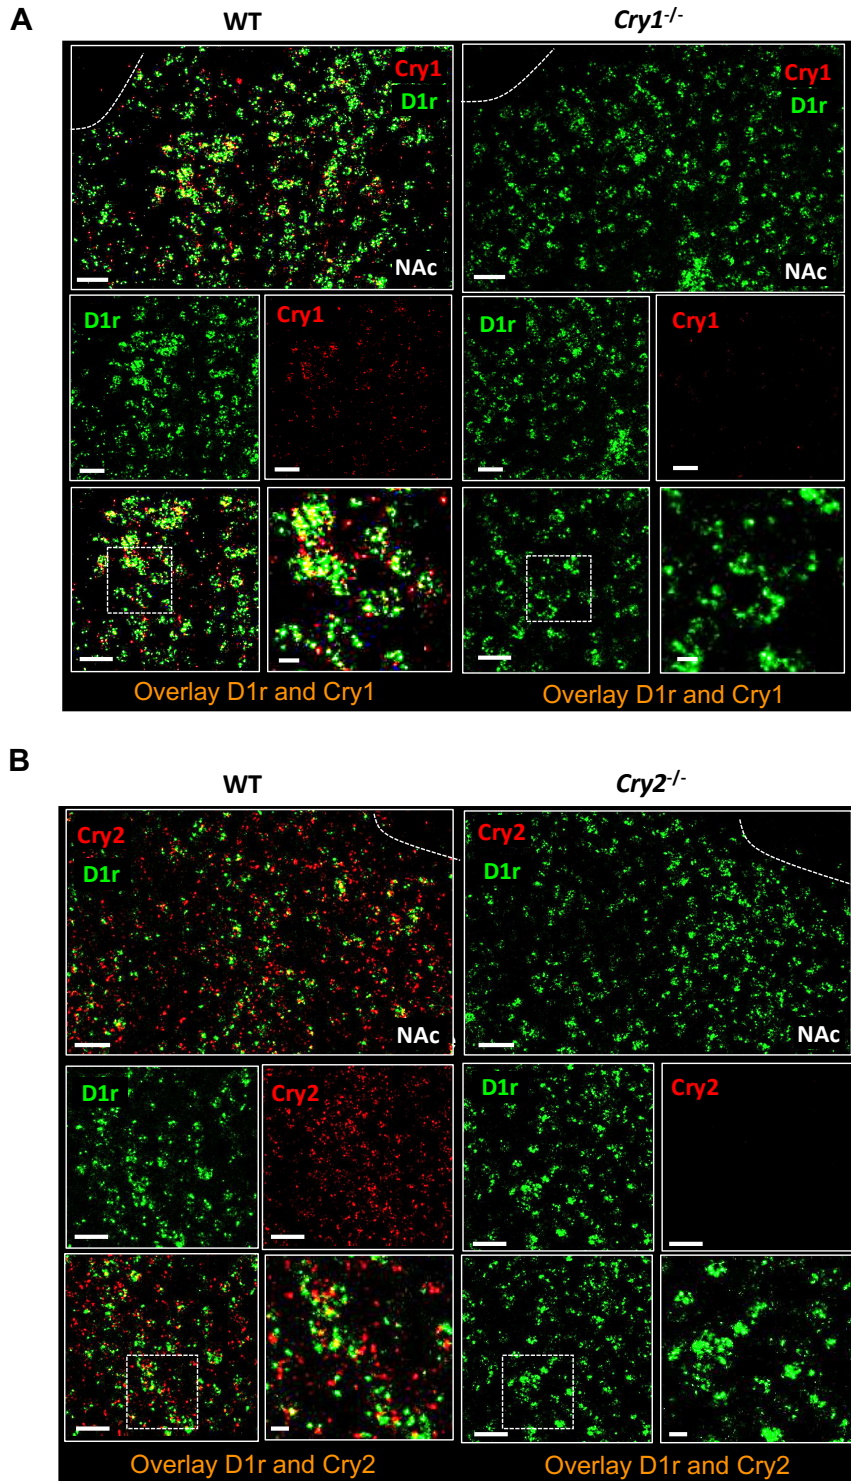 A
WT
Cry1-/-
Cry1
D1r
NAc
Cry1
D1r
NAc
D1r
Cry1
D1r
Cry1
Overlay D1r and Cry1
Overlay D1r and Cry1
B
WT
Cry2-/-
Cry2
D1r
NAc
Cry2
D1r
NAc
D1r
Cry2
D1r
Cry2
Overlay D1r and Cry2
Overlay D1r and Cry2